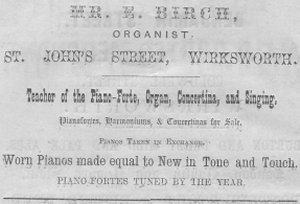 MR. E. BIRCH,
ORGANIST.
ST. JOHN'S STREET, WIRKSWORTH.
Teacher of the Piano-Forte, Organ, Concertina, and Singing.
Pianofortes, Harmoniums, & Concertinas for Sale.
PIANOS TAKEN IN EXCHANGE.
Worn Pianos made equal to New in Tone and Touch.
PIANO-FORTES TUNED BY THE YEAR.